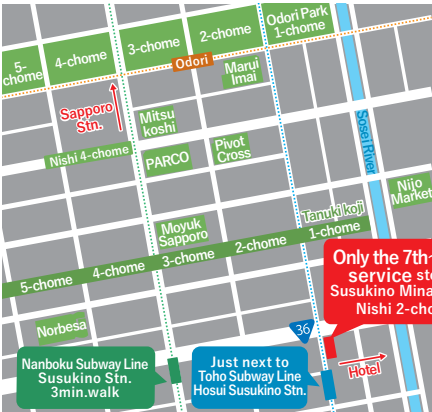 Odori Park
1-chome
2-chome
3-chome
4-chome
5-
chome
Odori
Marui
Imai
Sapporo
Stn.
Mitsu
koshi
Sosei River
Pivot
Cross
Nishi 4-chome
PARCO
Nijo
Market
Tanuki koji
1-chome
Moyuk
Sapporo
2-chome
3-chome
4-chome
5-chome
Only the 7th
service
Susukino Mina
Nishi 2-cho
36
Norbesa
Nanboku Subway Line
Susukino Stn.
3min.walk
Just next to
Toho Subway Line
Hosui Susukino Stn.
Hotel